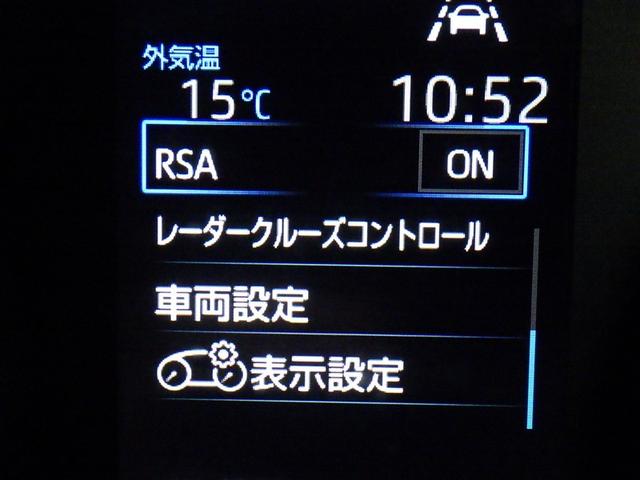 外気温
15℃ 10:52
RSA ON
レーダークルーズコントロール
車両設定
表示設定